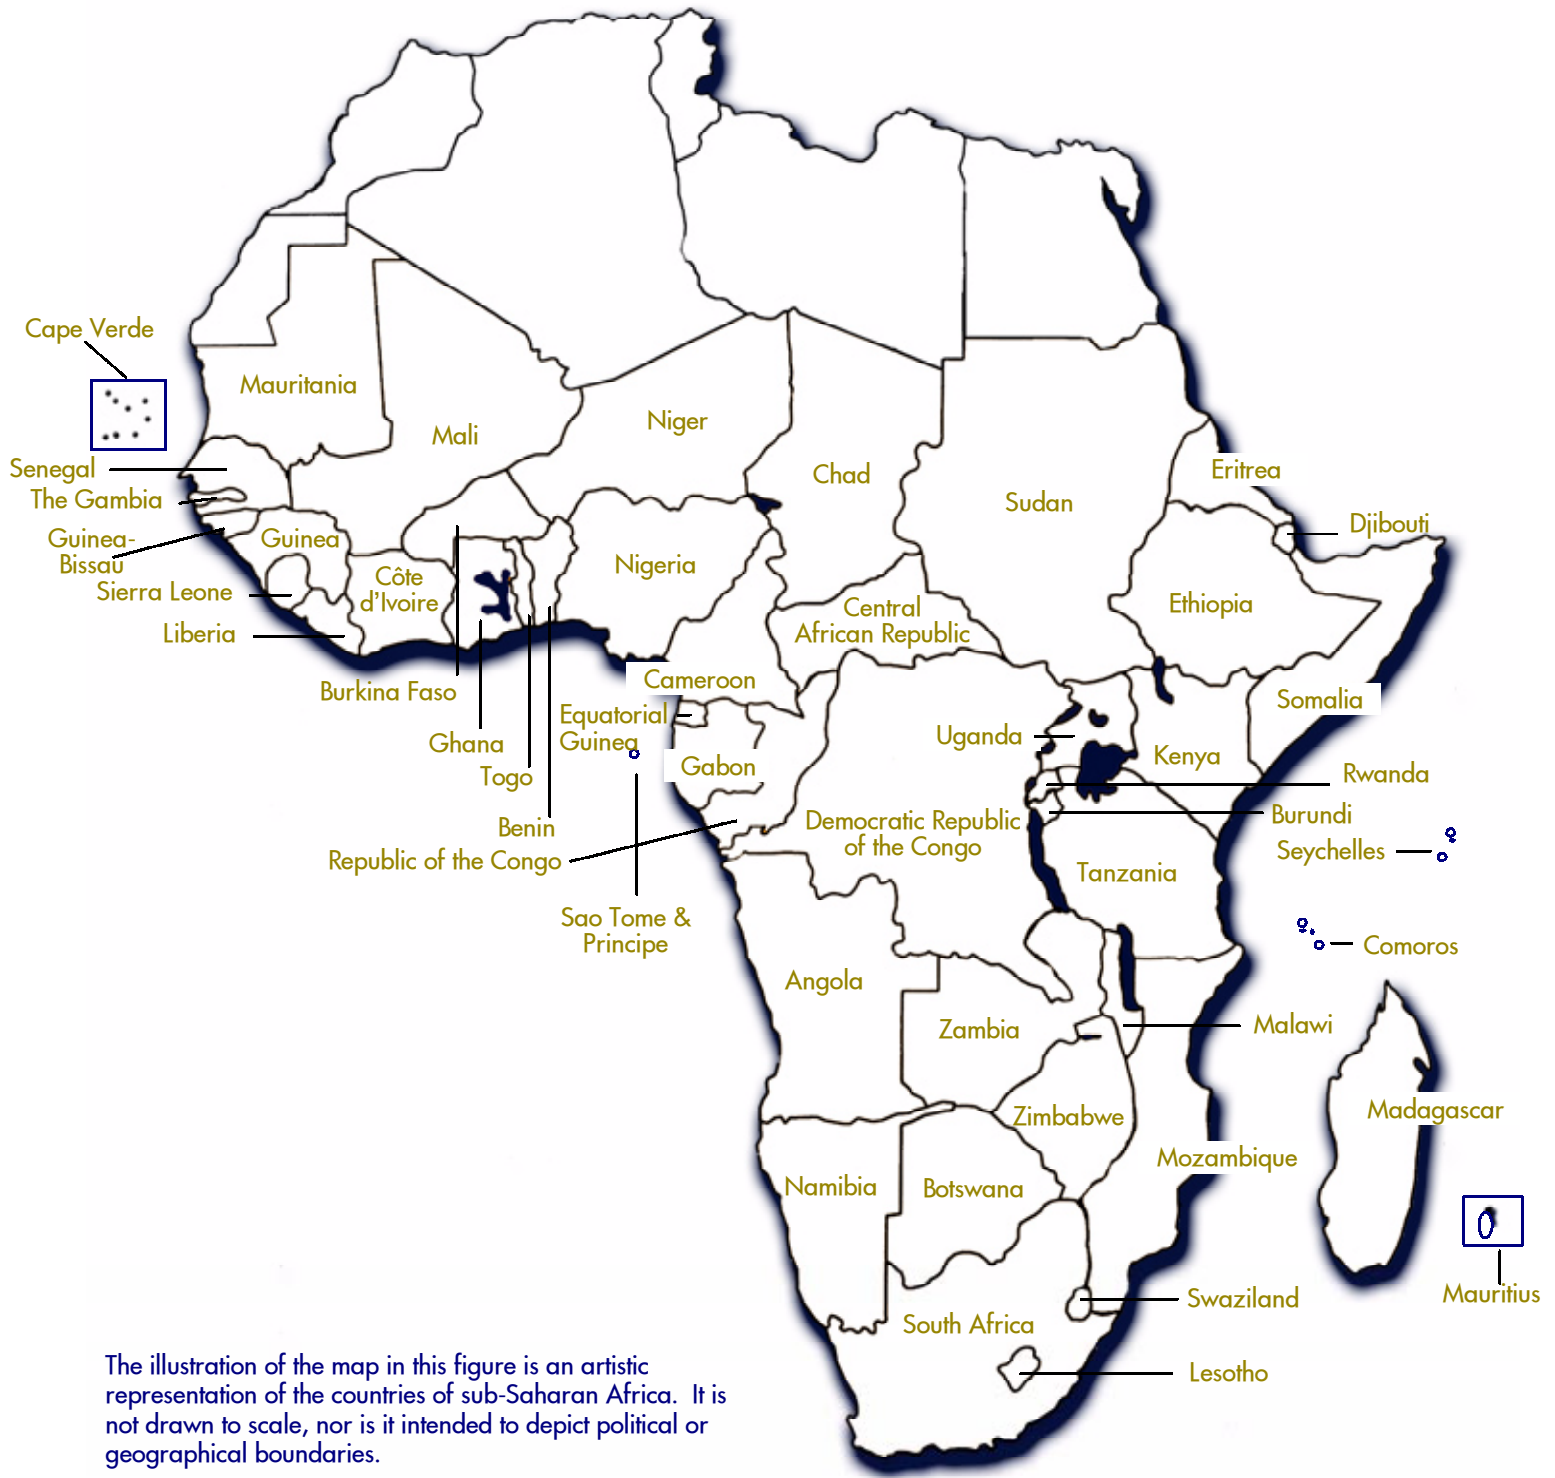 Cape Verde
Mauritania
Mali
Niger
Chad
Sudan
Eritrea
Senegal
The Gambia
Djibouti
Guinea-
Bissau
Guinea
Sierra Leone
Côte
d'Ivoire
Nigeria
Central
African Republic
Ethiopia
Liberia
Burkina Faso
Cameroon
Somalia
Ghana
Equatorial
Guinea
Togo
Gabon
Uganda
Kenya
Rwanda
Benin
Burundi
Democratic Republic
of the Congo
Republic of the Congo
Seychelles
Tanzania
Sao Tome &
Principe
Comoros
Angola
Zambia
Malawi
Zimbabwe
Madagascar
Mozambique
Namibia
Botswana
Mauritius
Swaziland
South Africa
Lesotho
The illustration of the map in this figure is an artistic
representation of the countries of sub-Saharan Africa.  It is
not drawn to scale, nor is it intended to depict political or
geographical boundaries.